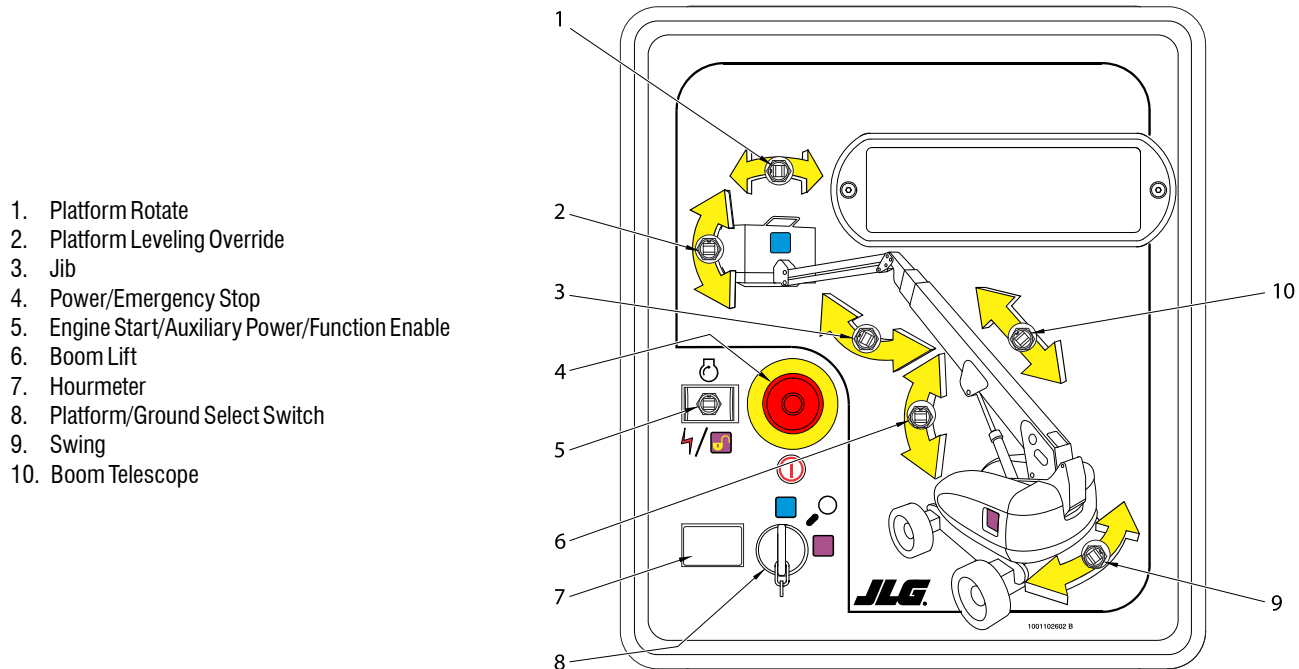 1. Platform Rotate
2. Platform Leveling Override
3. Jib
4. Power/Emergency Stop
5. Engine Start/Auxiliary Power/Function Enable
6. Boom Lift
7. Hourmeter
8. Platform/Ground Select Switch
9. Swing
10. Boom Telescope
1
2
3
4
5
6
7
8
9
10
JLG.
1001102602 B